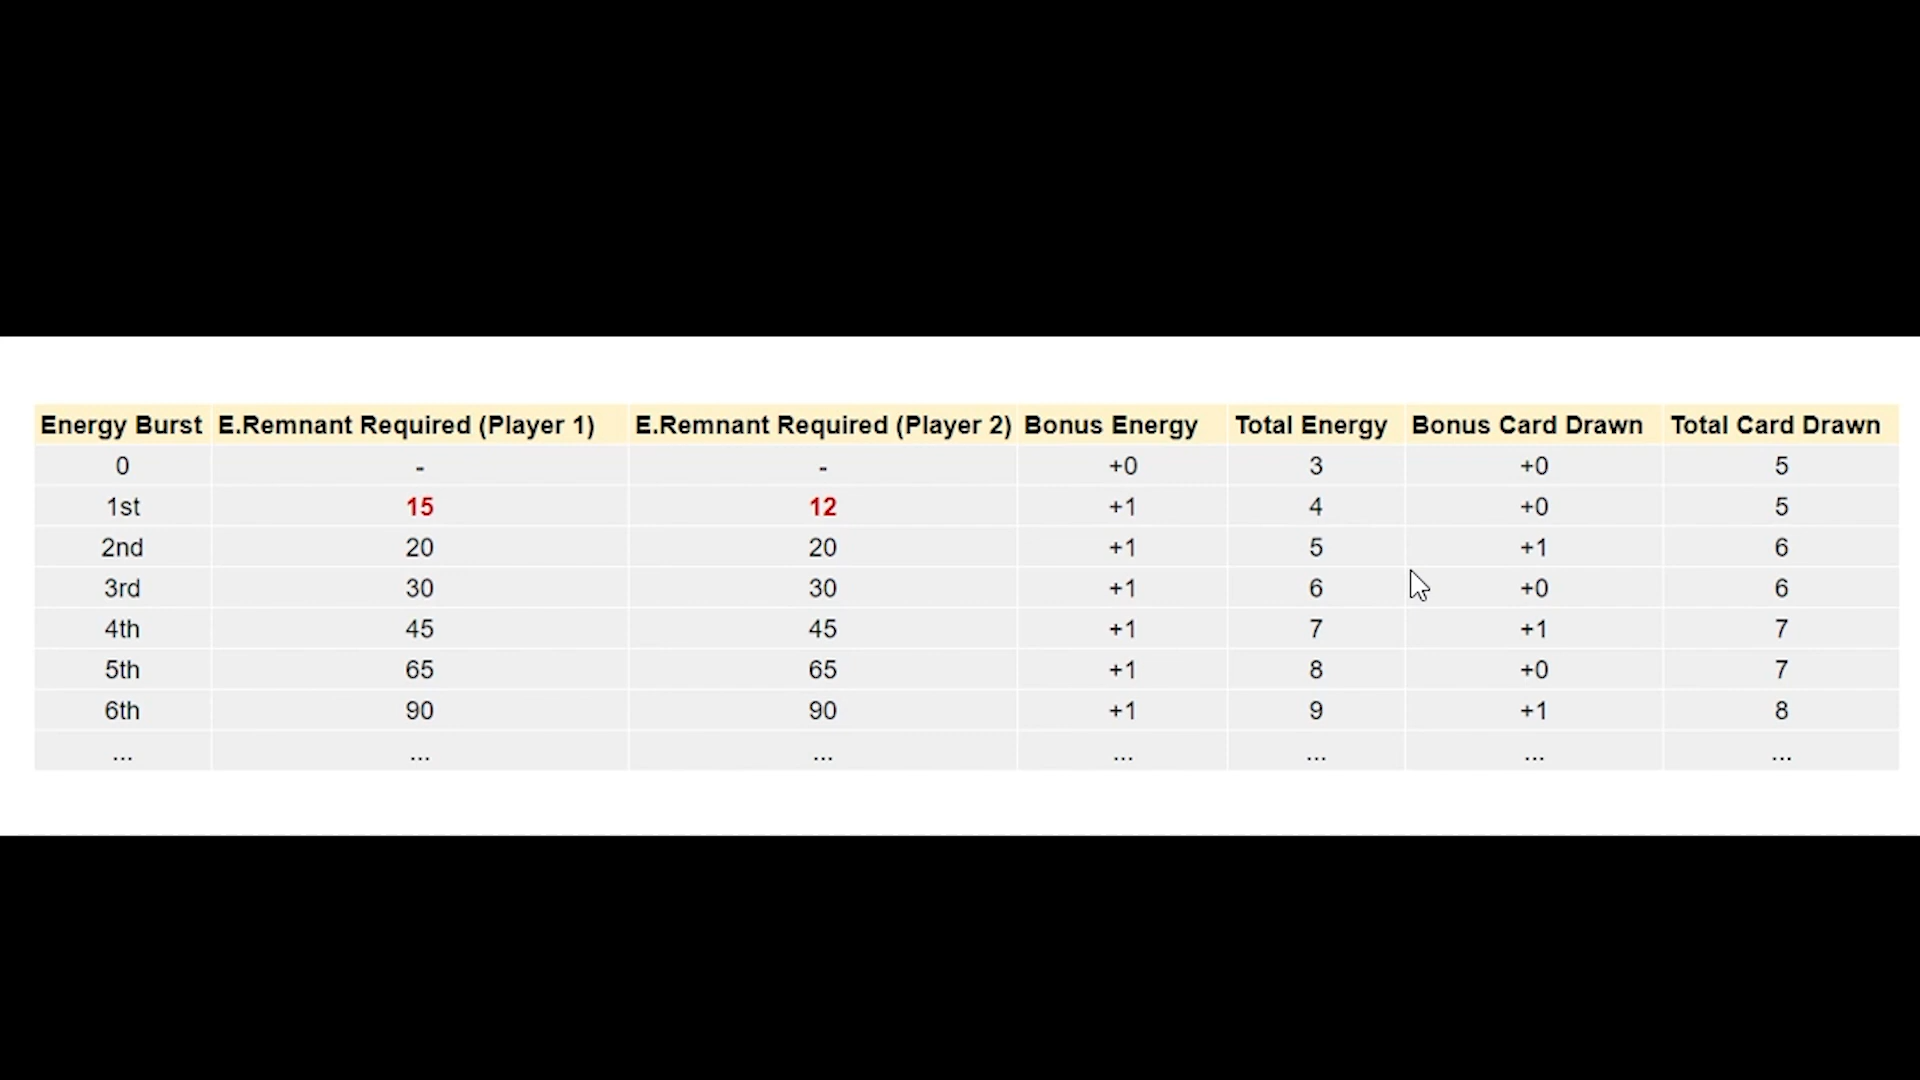 Energy Burst E.Remnant Required (Player 1) E.Remnant Required (Player 2) Bonus Energy Total Energy Bonus Card Drawn Total Card Drawn
0 - - +0 3 +0 5
1st 15 12 +1 4 +0 5
2nd 20 20 +1 5 +1 6
3rd 30 30 +1 6 +0 6
4th 45 45 +1 7 +1 7
5th 65 65 +1 8 +0 7
6th 90 90 +1 9 +1 8
... ... ... ... ... ... ...